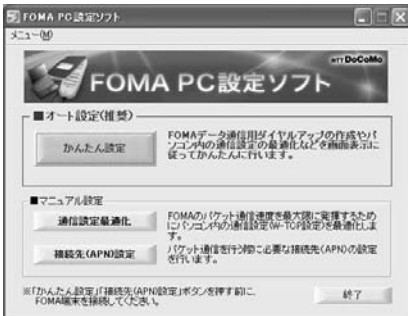 FOMA PC設定ソフト
メニュー(M)
NTT DoCoMo
FOMA PC設定ソフト
■オート設定(推奨)
かんたん設定
FOMAデータ通信用ダイヤルアップの作成やパ
ソコン内の通信設定の最適化などを画面表示に
従ってかんたんに行います。
■マニュアル設定
通信設定最適化
FOMAのパケット通信速度を最大限に発揮するため
にパソコン内の通信設定(W-TCP設定)を最適化しま
す。
接続先(APN)設定
パケット通信を行う際に必要な接続先(APN)の設定
を行います。
※「かんたん設定」「接続先(APN)設定」ボタンを押す前に、
FOMA端末を接続してください。
終了